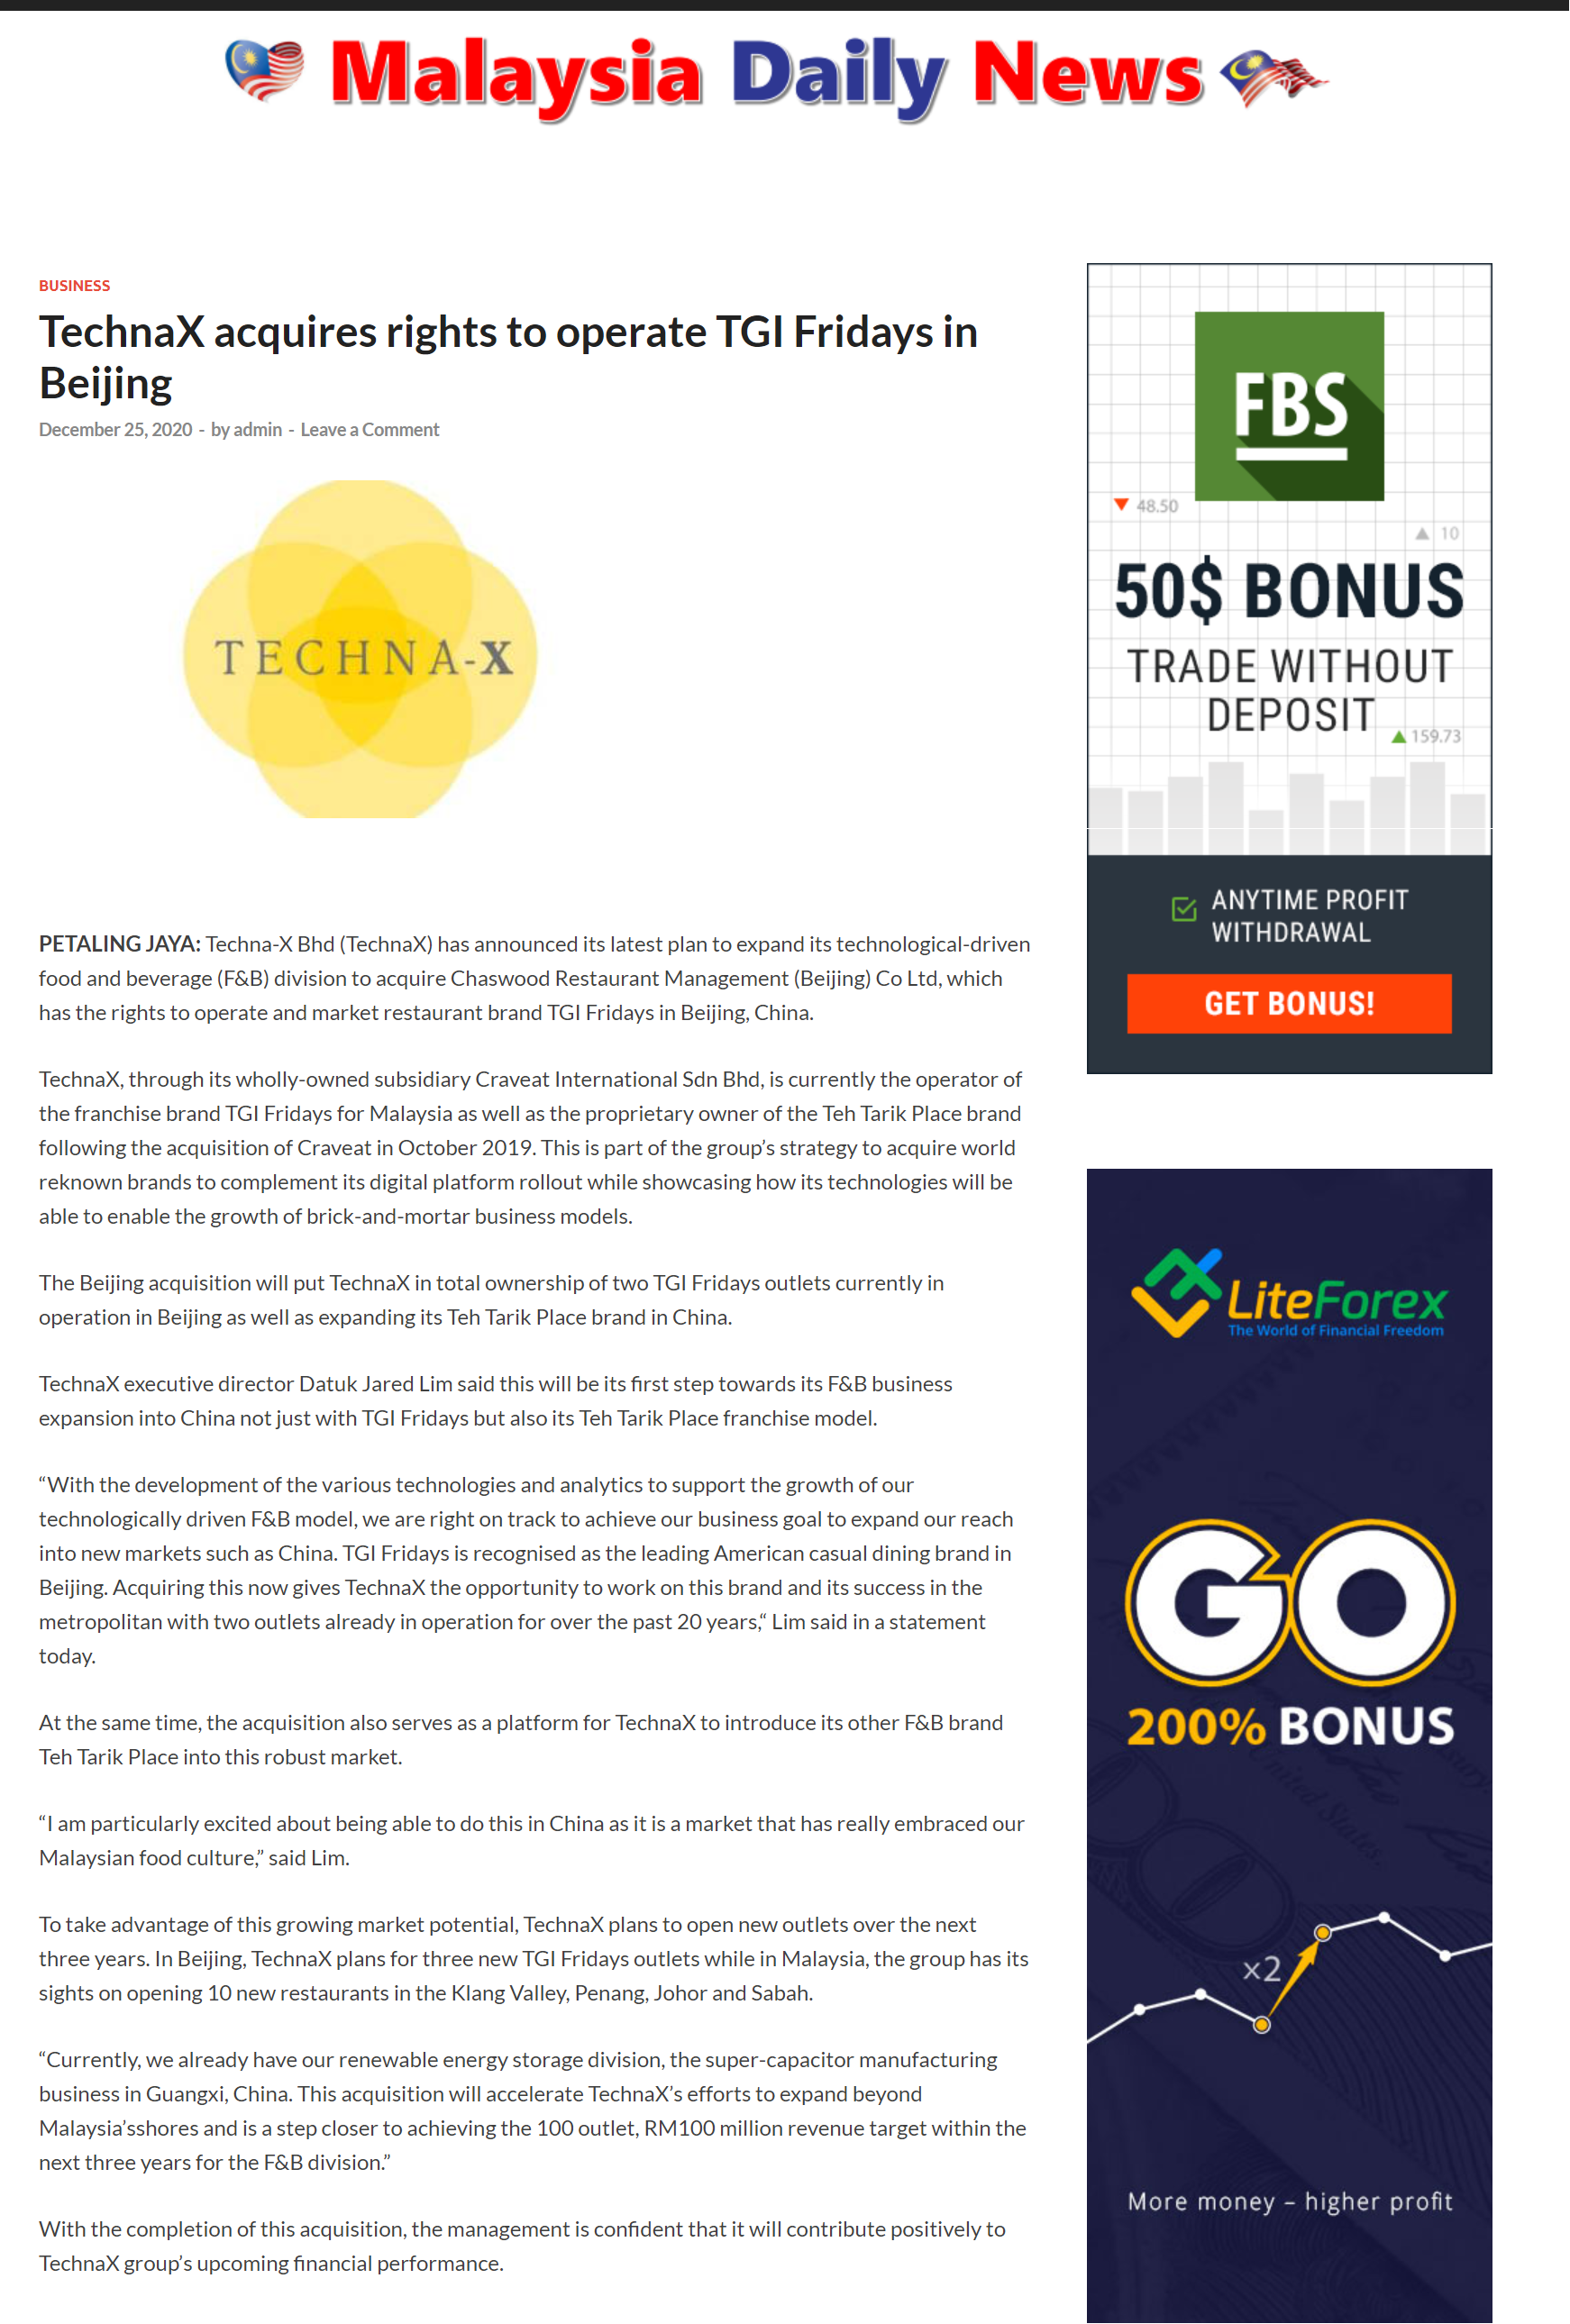 Malaysia Daily News
BUSINESS
TechnaX acquires rights to operate TGI Fridays in
Beijing
December 25, 2020 - by admin - Leave a Comment
TECHNA-X
PETALING JAYA: Techna-X Bhd (TechnaX) has announced its latest plan to expand its technological-driven
food and beverage (F&B) division to acquire Chaswood Restaurant Management (Beijing) Co Ltd, which
has the rights to operate and market restaurant brand TGI Fridays in Beijing, China.
TechnaX, through its wholly-owned subsidiary Craveat International Sdn Bhd, is currently the operator of
the franchise brand TGI Fridays for Malaysia as well as the proprietary owner of the Teh Tarik Place brand
following the acquisition of Craveat in October 2019. This is part of the group’s strategy to acquire world
reknown brands to complement its digital platform rollout while showcasing how its technologies will be
able to enable the growth of brick-and-mortar business models.
The Beijing acquisition will put TechnaX in total ownership of two TGI Fridays outlets currently in
operation in Beijing as well as expanding its Teh Tarik Place brand in China.
TechnaX executive director Datuk Jared Lim said this will be its first step towards its F&B business
expansion into China not just with TGI Fridays but also its Teh Tarik Place franchise model.
“With the development of the various technologies and analytics to support the growth of our
technologically driven F&B model, we are right on track to achieve our business goal to expand our reach
into new markets such as China. TGI Fridays is recognised as the leading American casual dining brand in
Beijing. Acquiring this now gives TechnaX the opportunity to work on this brand and its success in the
metropolitan with two outlets already in operation for over the past 20 years,“ Lim said in a statement
today.
At the same time, the acquisition also serves as a platform for TechnaX to introduce its other F&B brand
Teh Tarik Place into this robust market.
“I am particularly excited about being able to do this in China as it is a market that has really embraced our
Malaysian food culture,” said Lim.
To take advantage of this growing market potential, TechnaX plans to open new outlets over the next
three years. In Beijing, TechnaX plans for three new TGI Fridays outlets while in Malaysia, the group has its
sights on opening 10 new restaurants in the Klang Valley, Penang, Johor and Sabah.
“Currently, we already have our renewable energy storage division, the super-capacitor manufacturing
business in Guangxi, China. This acquisition will accelerate TechnaX’s efforts to expand beyond
Malaysia’sshores and is a step closer to achieving the 100 outlet, RM100 million revenue target within the
next three years for the F&B division.”
With the completion of this acquisition, the management is confident that it will contribute positively to
TechnaX group’s upcoming financial performance.
FBS
48.50
10
50$ BONUS
TRADE WITHOUT
DEPOSIT
159.73
ANYTIME PROFIT
WITHDRAWAL
GET BONUS!
LiteForex
The World of Financial Freedom
GO
200% BONUS
United States.
x2
More money – higher profit